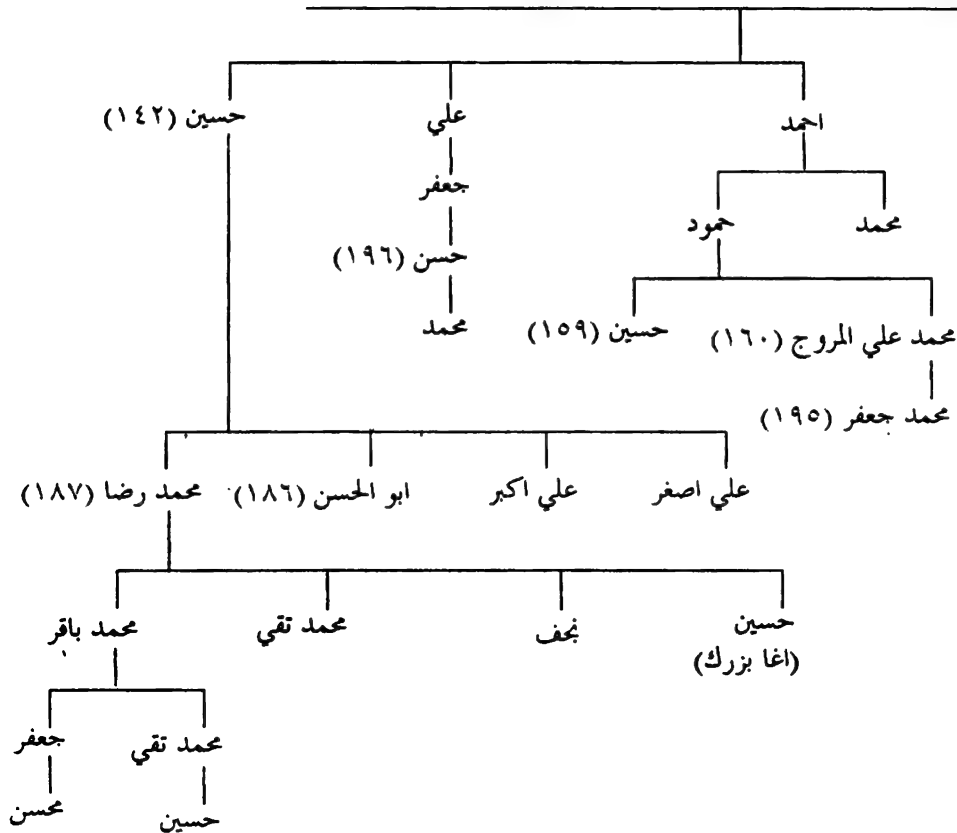 احمد
علي
حسين (١٤٢)
جعفر
محمد
حمود
حسن (١٩٦)
محمد
محمد علي المروج (١٦٠)
حسين (١٥٩)
محمد جعفر (١٩٥)
علي اصغر
علي اكبر
ابو الحسن (١٨٦)
محمد رضا (١٨٧)
حسين
(اغا بزرك)
نجف
محمد تقي
محمد باقر
محمد تقي
جعفر
حسين
محسن